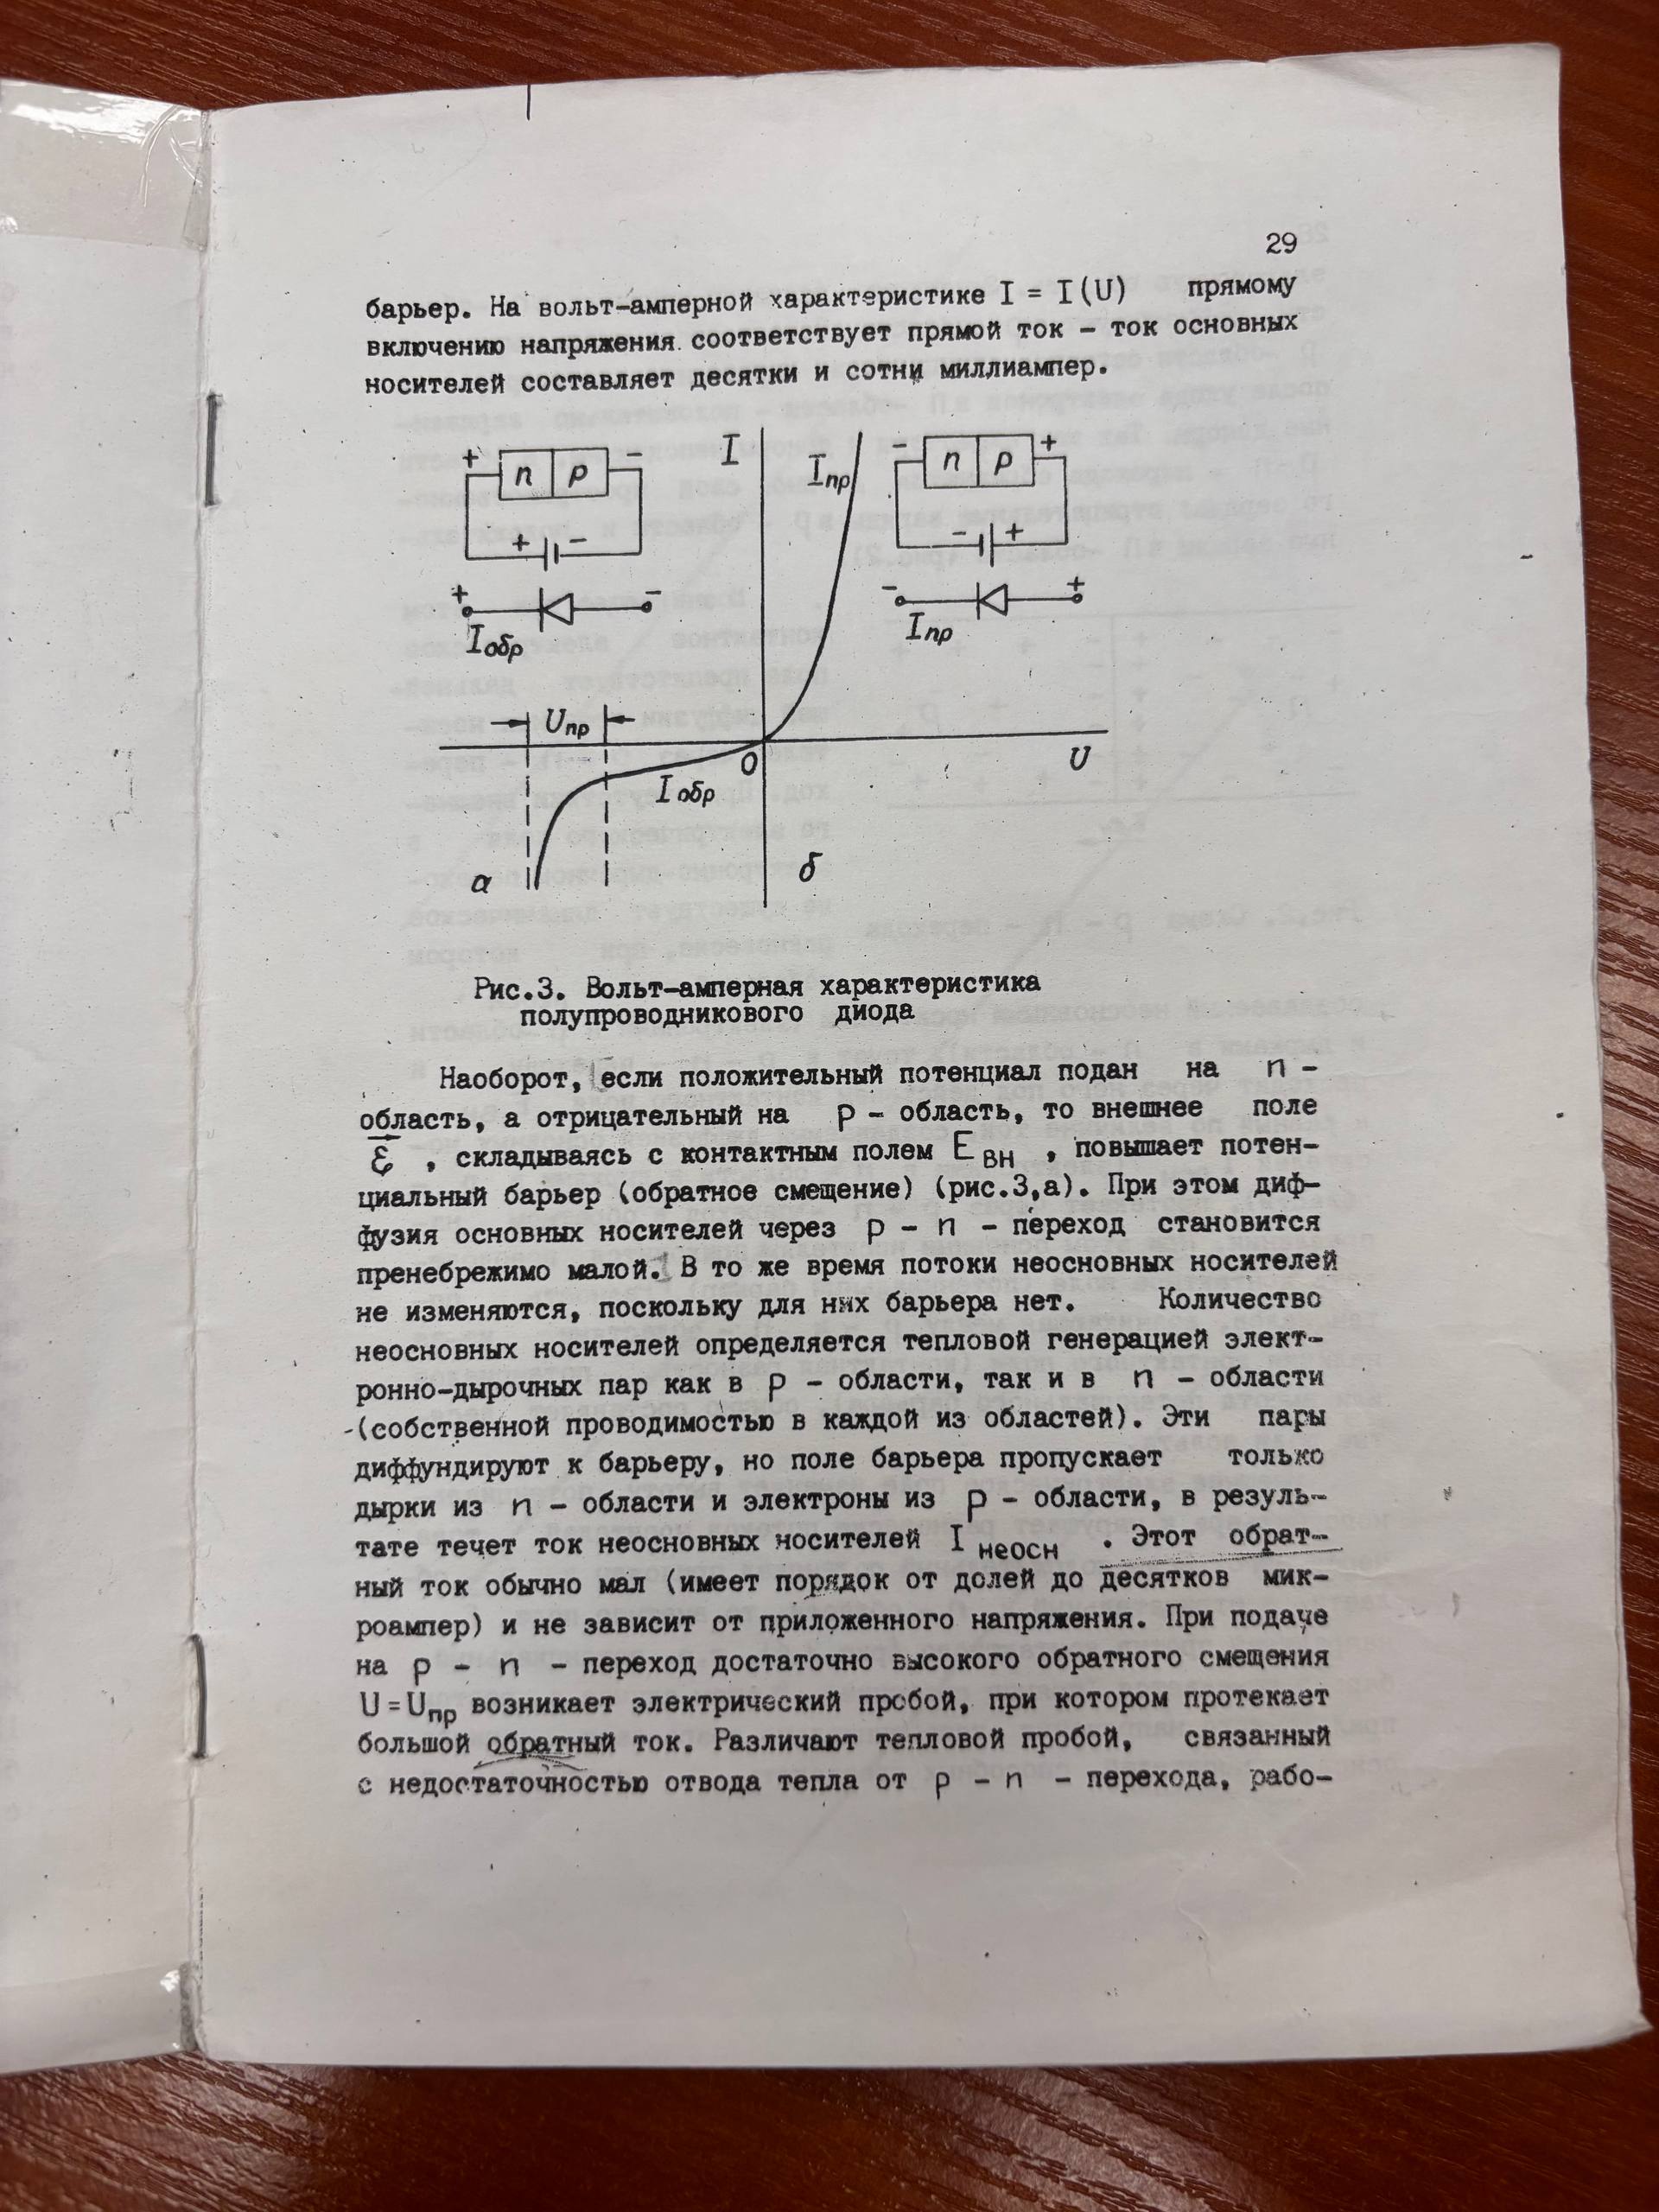 29
барьер. На вольт-амперной характеристике I = I(U) прямому
включению напряжения соответствует прямой ток - ток основных
носителей составляет десятки и сотни миллиампер.
I
Iпр
+ n p -
+ -
- n p +
- +
+ -
Iобр
- +
Iпр
Uпр
O
U
Iобр
а
б
Рис.3. Вольт-амперная характеристика
полупроводникового диода
Наоборот, если положительный потенциал подан на n -
область, а отрицательный на p - область, то внешнее поле
ℰ⃗ , складываясь с контактным полем E вн , повышает потен-
циальный барьер (обратное смещение) (рис.3,а). При этом диф-
фузия основных носителей через p - n - переход становится
пренебрежимо малой. В то же время потоки неосновных носителей
не изменяются, поскольку для них барьера нет. Количество
неосновных носителей определяется тепловой генерацией элект-
ронно-дырочных пар как в p - области, так и в n - области
(собственной проводимостью в каждой из областей). Эти пары
диффундируют к барьеру, но поле барьера пропускает только
дырки из n - области и электроны из p - области, в резуль-
тате течет ток неосновных носителей I неосн . Этот обрат-
ный ток обычно мал (имеет порядок от долей до десятков мик-
роампер) и не зависит от приложенного напряжения. При подаче
на p - n - переход достаточно высокого обратного смещения
U = Uпр возникает электрический пробой, при котором протекает
большой обратный ток. Различают тепловой пробой, связанный
с недостаточностью отвода тепла от p - n - перехода, рабо-